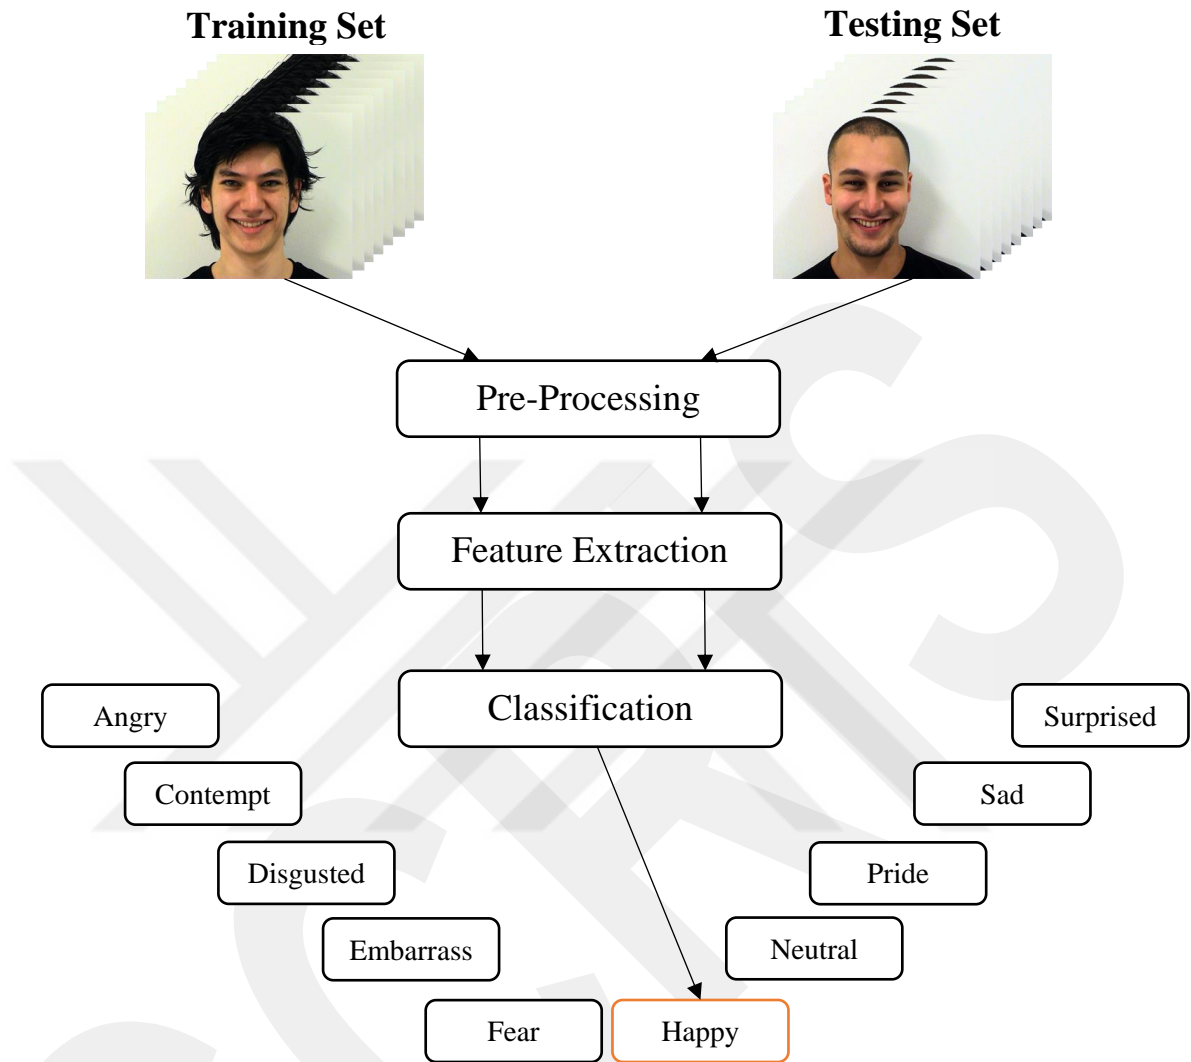 Training Set
Testing Set
Pre-Processing
Feature Extraction
Classification
Angry
Surprised
Contempt
Sad
Disgusted
Pride
Embarrass
Neutral
Fear
Happy